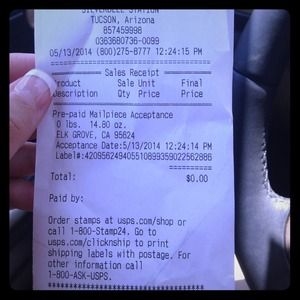 SILVERBELL STATION
TUCSON, Arizona
857459998
0363680736-0099
05/13/2014 (800)275-8777 12:24:15 PM
Sales Receipt
Product Sale Unit Final
Description Qty Price Price
Pre-paid Mailpiece Acceptance
0 lbs. 14.80 oz.
ELK GROVE, CA 95624
Acceptance Date:5/13/2014 12:24:14 PM
Label#:420956249405510899359022562886
==========
Total: $0.00
Paid by:
Order stamps at usps.com/shop or
call 1-800-Stamp24. Go to
usps.com/clicknship to print
shipping labels with postage. For
other information call
1-800-ASK-USPS.